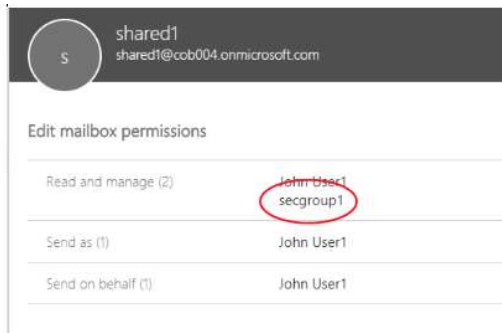 S
shared1
shared1@cob004.onmicrosoft.com
Edit mailbox permissions
Read and manage (2)
John User1
secgroup1
Send as (1)
John User1
Send on behalf (1)
John User1